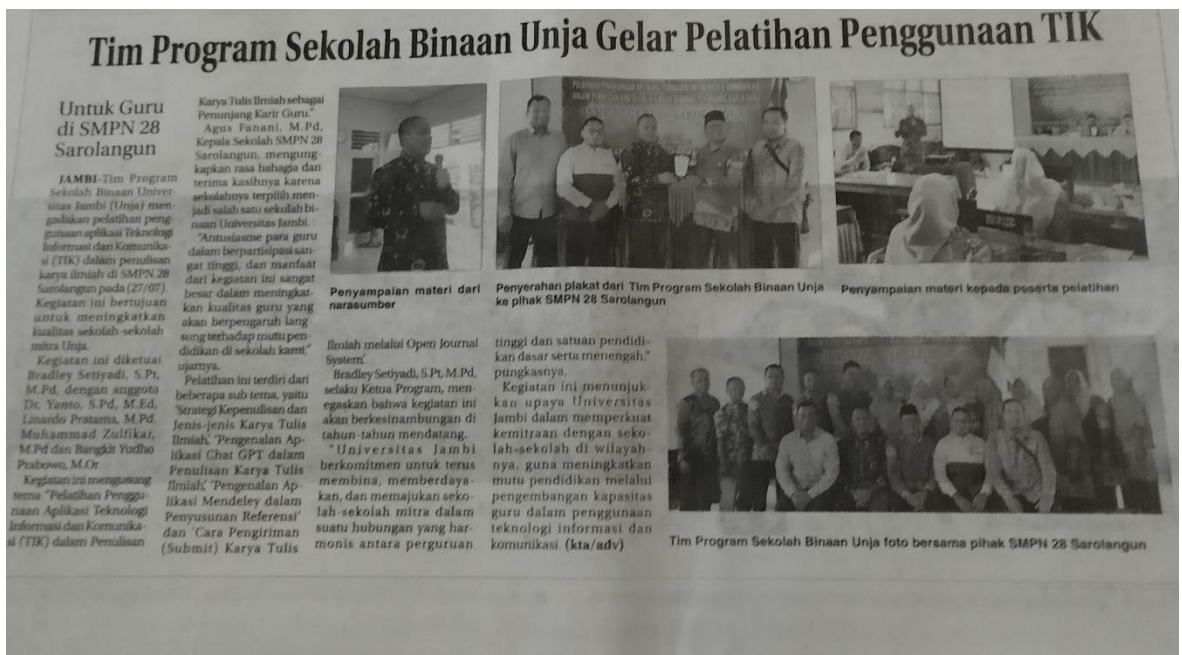 Tim Program Sekolah Binaan Unja Gelar Pelatihan Penggunaan TIK
Untuk Guru
di SMPN 28
Sarolangun
JAMBI-Tim Program
Sekolah Binaan Univer-
sitas Jambi (Unja) men-
gadakan pelatihan peng-
gunaan aplikasi Teknologi
Informasi dan Komunika-
si (TIK) dalam penulisan
karya ilmiah di SMPN 28
Sarolangun pada (27/07).
Kegiatan ini bertujuan
untuk meningkatkan
kualitas sekolah-sekolah
mitra Unja.
Kegiatan ini diketuai
Bradley Setiyadi, S.Pt,
M.Pd, dengan anggota
Dr. Yanto, S.Pd, M.Ed,
Linardo Pratama, M.Pd,
Muhammad Zulfikar,
M.Pd dan Bangkit Yudho
Prabowo, M.Or.
Kegiatan ini mengusung
tema "Pelatihan Penggu-
naan Aplikasi Teknologi
Informasi dan Komunika-
si (TIK) dalam Penulisan
Karya Tulis Ilmiah sebagai
Penunjang Karir Guru."
Agus Fanani, M.Pd,
Kepala Sekolah SMPN 28
Sarolangun, mengung-
kapkan rasa bahagia dan
terima kasihnya karena
sekolahnya terpilih men-
jadi salah satu sekolah bi-
naan Universitas Jambi.
"Antusiasme para guru
dalam berpartisipasi san-
gat tinggi, dan manfaat
dari kegiatan ini sangat
besar dalam meningkat-
kan kualitas guru yang
akan berpengaruh lang-
sung terhadap mutu pen-
didikan di sekolah kami,"
ujarnya.
Pelatihan ini terdiri dari
beberapa sub tema, yaitu
'Strategi Kepenulisan dan
Jenis-jenis Karya Tulis
Ilmiah,' 'Pengenalan Ap-
likasi Chat GPT dalam
Penulisan Karya Tulis
Ilmiah,' 'Pengenalan Ap-
likasi Mendeley dalam
Penyusunan Referensi'
dan 'Cara Pengiriman
(Submit) Karya Tulis
Penyampaian materi dari
narasumber
Penyerahan plakat dari Tim Program Sekolah Binaan Unja
ke pihak SMPN 28 Sarolangun
Penyampaian materi kepada peserta pelatihan
Ilmiah melalui Open Journal
System.'
Bradley Setiyadi, S.Pt, M.Pd,
selaku Ketua Program, men-
egaskan bahwa kegiatan ini
akan berkesinambungan di
tahun-tahun mendatang.
"Universitas Jambi
berkomitmen untuk terus
membina, memberdaya-
kan, dan memajukan seko-
lah-sekolah mitra dalam
suatu hubungan yang har-
monis antara perguruan
tinggi dan satuan pendidi-
kan dasar serta menengah,"
pungkasnya.
Kegiatan ini menunjuk-
kan upaya Universitas
Jambi dalam memperkuat
kemitraan dengan seko-
lah-sekolah di wilayah-
nya, guna meningkatkan
mutu pendidikan melalui
pengembangan kapasitas
guru dalam penggunaan
teknologi informasi dan
komunikasi. (kta/adv)
Tim Program Sekolah Binaan Unja foto bersama pihak SMPN 28 Sarolangun